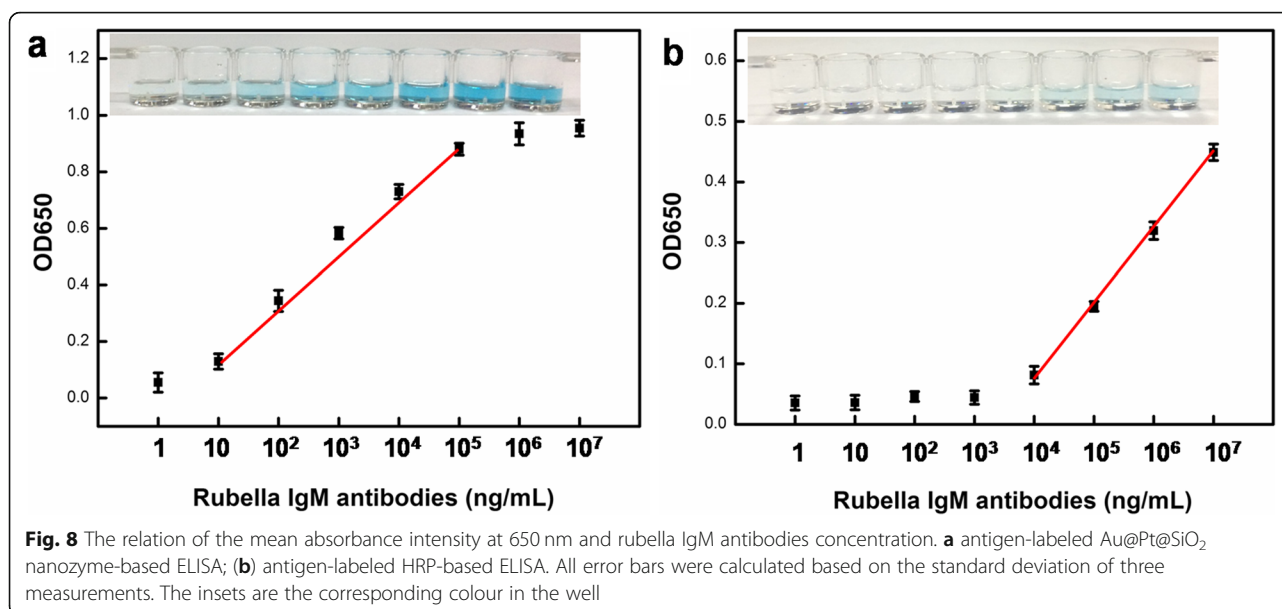 a
1.2
1.0
0.8
0.6
0.4
0.2
0.0
OD650
1 10 10² 10³ 10⁴ 10⁵ 10⁶ 10⁷
Rubella IgM antibodies (ng/mL)
b
0.6
0.5
0.4
0.3
0.2
0.1
0.0
OD650
1 10 10² 10³ 10⁴ 10⁵ 10⁶ 10⁷
Rubella IgM antibodies (ng/mL)
Fig. 8 The relation of the mean absorbance intensity at 650 nm and rubella IgM antibodies concentration. a antigen-labeled Au@Pt@SiO₂
nanozyme-based ELISA; (b) antigen-labeled HRP-based ELISA. All error bars were calculated based on the standard deviation of three
measurements. The insets are the corresponding colour in the well